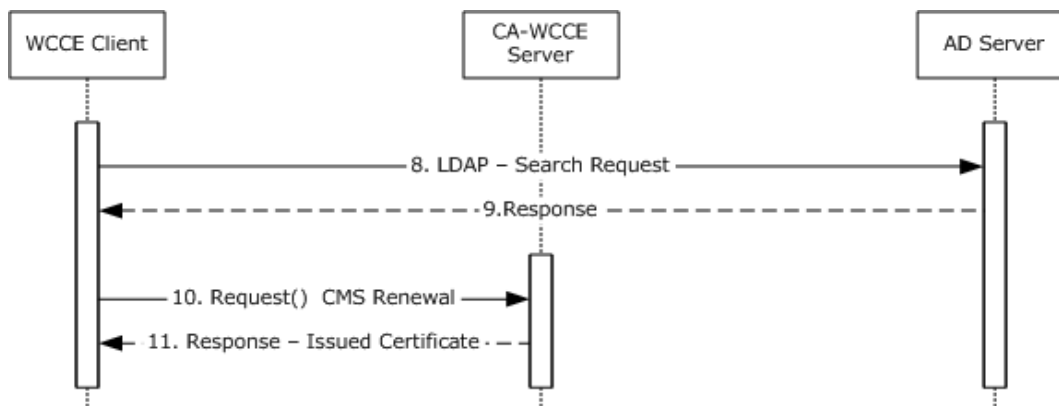 WCCE Client
CA-WCCE
Server
AD Server
8. LDAP – Search Request
9.Response
10. Request()  CMS Renewal
11. Response – Issued Certificate